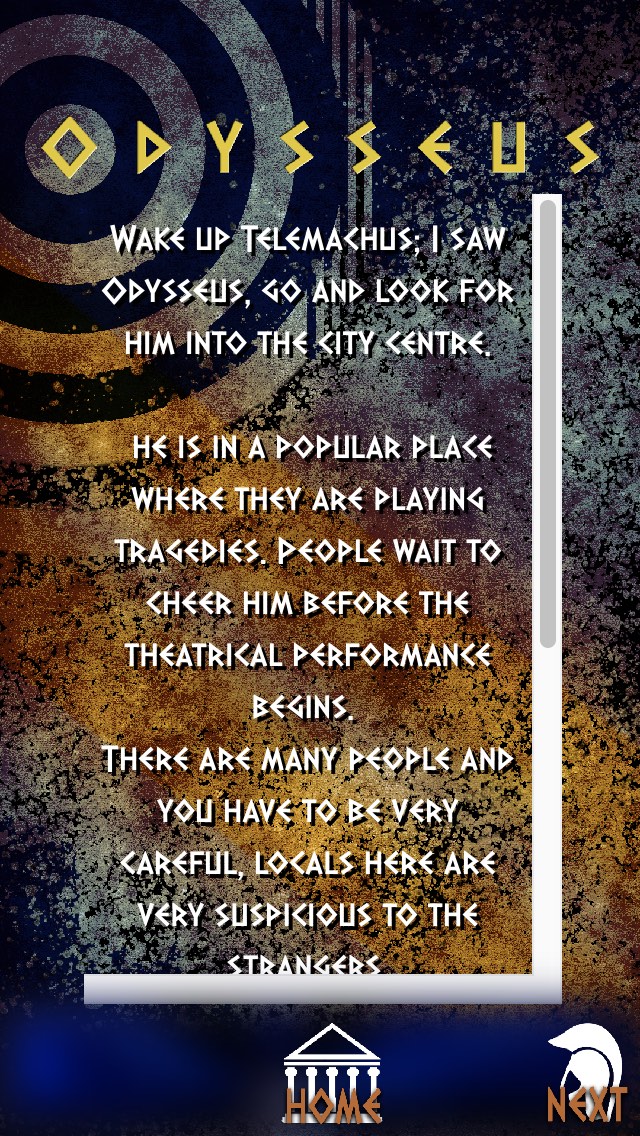 ODYSSEUS
Wake up Telemachus; I saw
Odysseus, go and look for
him into the city centre.
he is in a popular place
where they are playing
tragedies. People wait to
cheer him before the
theatrical performance
begins.
There are many people and
you have to be very
careful, locals here are
very suspicious to the
strangers
HOME
NEXT